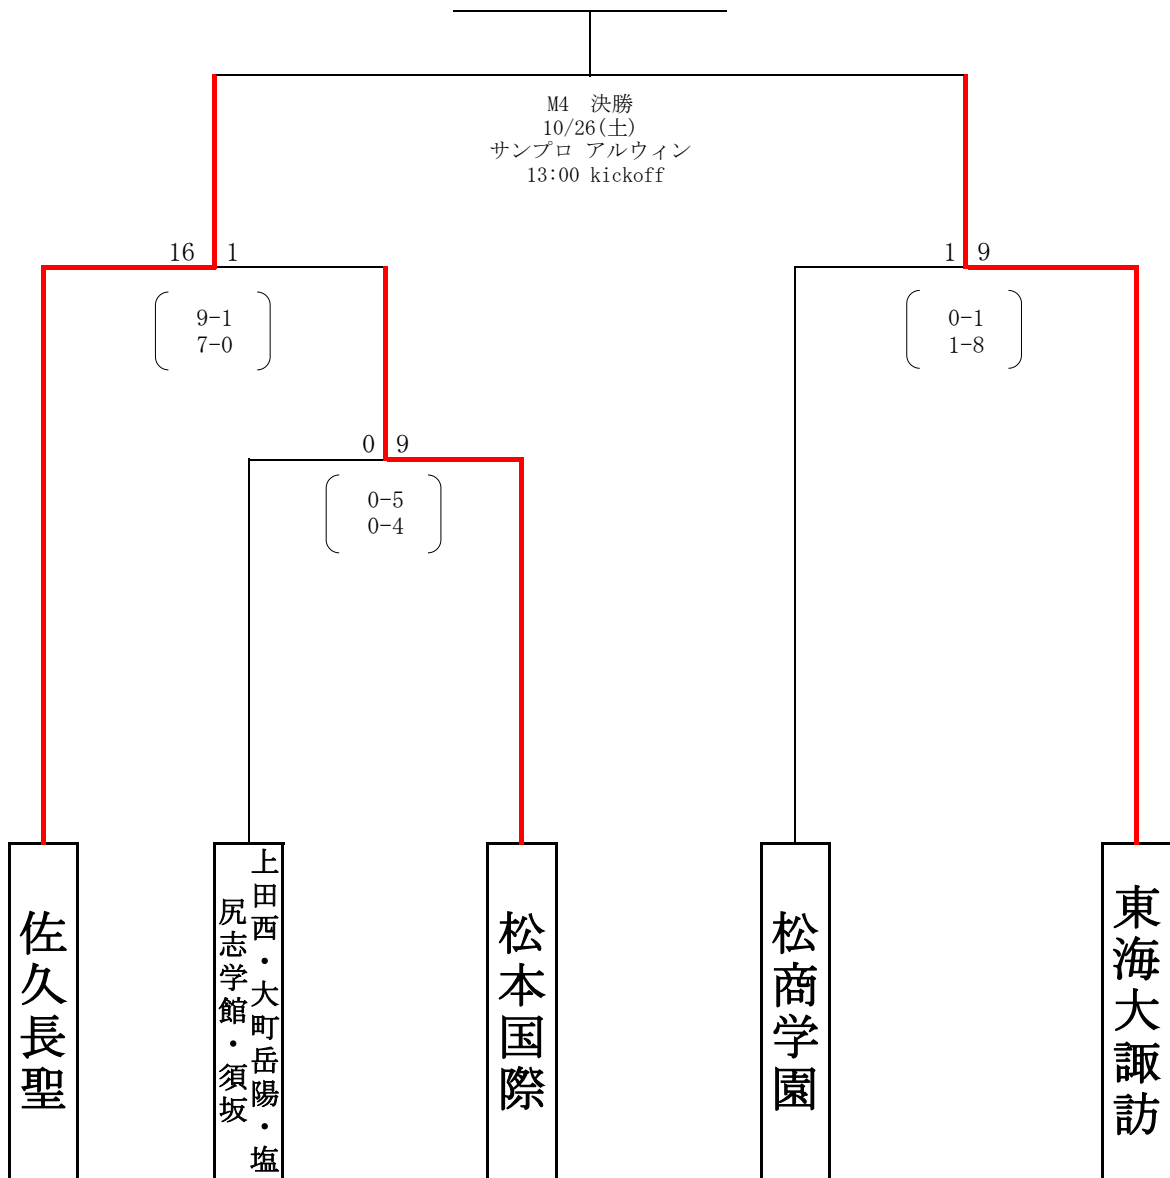 M4 決勝
10/26(土)
サンプロ アルウィン
13:00 kickoff
16 1
1 9
9-1
7-0
0-1
1-8
0 9
0-5
0-4
佐久長聖
上田西・大町岳陽・塩
尻志学館・須坂
松本国際
松商学園
東海大諏訪